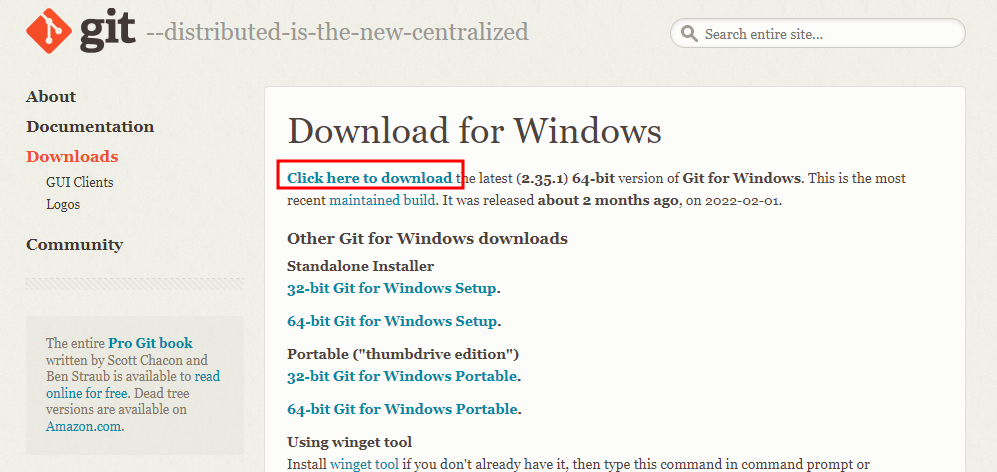 git --distributed-is-the-new-centralized
Search entire site...
About
Documentation
Downloads
GUI Clients
Logos
Community
The entire Pro Git book
written by Scott Chacon and
Ben Straub is available to read
online for free. Dead tree
versions are available on
Amazon.com.
Download for Windows
Click here to download the latest (2.35.1) 64-bit version of Git for Windows. This is the most
recent maintained build. It was released about 2 months ago, on 2022-02-01.
Other Git for Windows downloads
Standalone Installer
32-bit Git for Windows Setup.
64-bit Git for Windows Setup.
Portable ("thumbdrive edition")
32-bit Git for Windows Portable.
64-bit Git for Windows Portable.
Using winget tool
Install winget tool if you don't already have it, then type this command in command prompt or